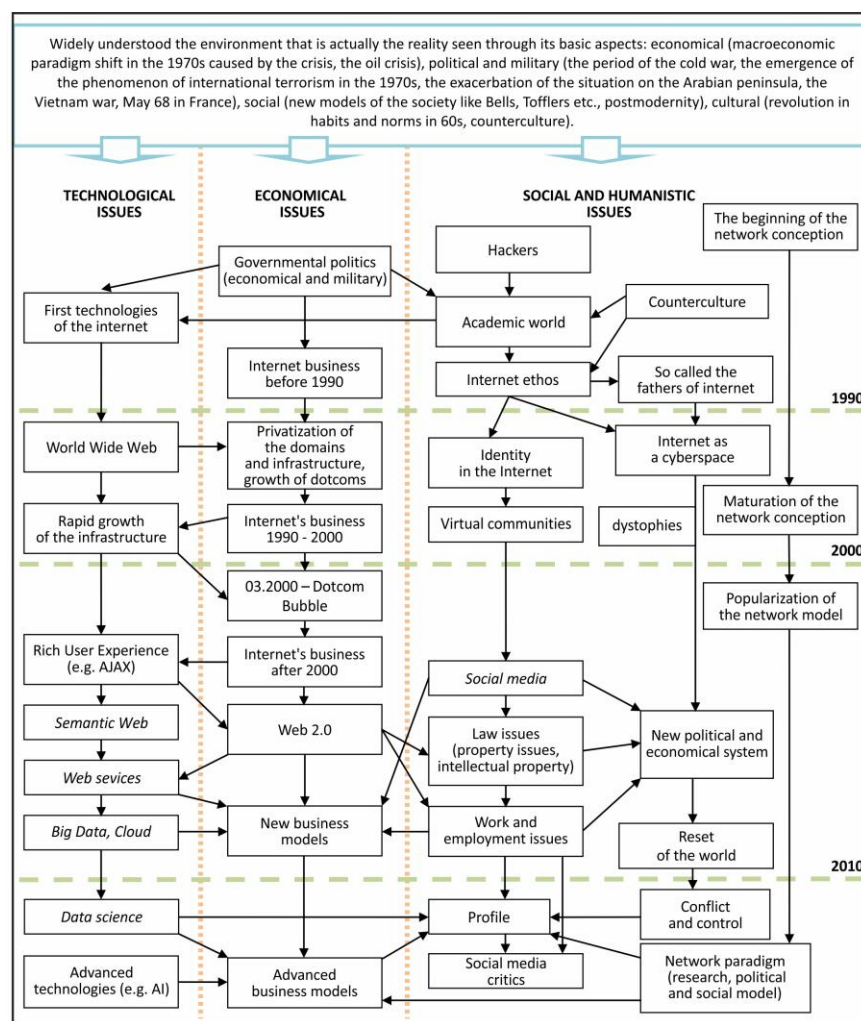 Widely understood the environment that is actually the reality seen through its basic aspects: economical (macroeconomic
paradigm shift in the 1970s caused by the crisis, the oil crisis), political and military (the period of the cold war, the emergence of
the phenomenon of international terrorism in the 1970s, the exacerbation of the situation on the Arabian peninsula, the
Vietnam war, May 68 in France), social (new models of the society like Bells, Tofflers etc., postmodernity), cultural (revolution in
habits and norms in 60s, counterculture).
TECHNOLOGICAL
ISSUES
ECONOMICAL
ISSUES
SOCIAL AND HUMANISTIC
ISSUES
The beginning of the
network conception
Governmental politics
(economical and military)
Hackers
First technologies
of the internet
Academic world
Counterculture
Internet business
before 1990
Internet ethos
So called the
fathers of internet
1990
World Wide Web
Privatization of
the domains
and infrastructure,
growth of dotcoms
Identity
in the Internet
Internet as
a cyberspace
Rapid growth
of the infrastructure
Internet's business
1990 - 2000
Virtual communities
dystophies
Maturation of the
network conception
2000
03.2000 – Dotcom
Bubble
Popularization of
the network model
Rich User Experience
(e.g. AJAX)
Internet's business
after 2000
Social media
Semantic Web
Web 2.0
Law issues
(property issues,
intellectual property)
New political and
economical system
Web sevices
Big Data, Cloud
New business
models
Work and
employment issues
Reset
of the world
2010
Data science
Profile
Conflict
and control
Advanced
technologies (e.g. AI)
Advanced
business models
Social media
critics
Network paradigm
(research, political
and social model)